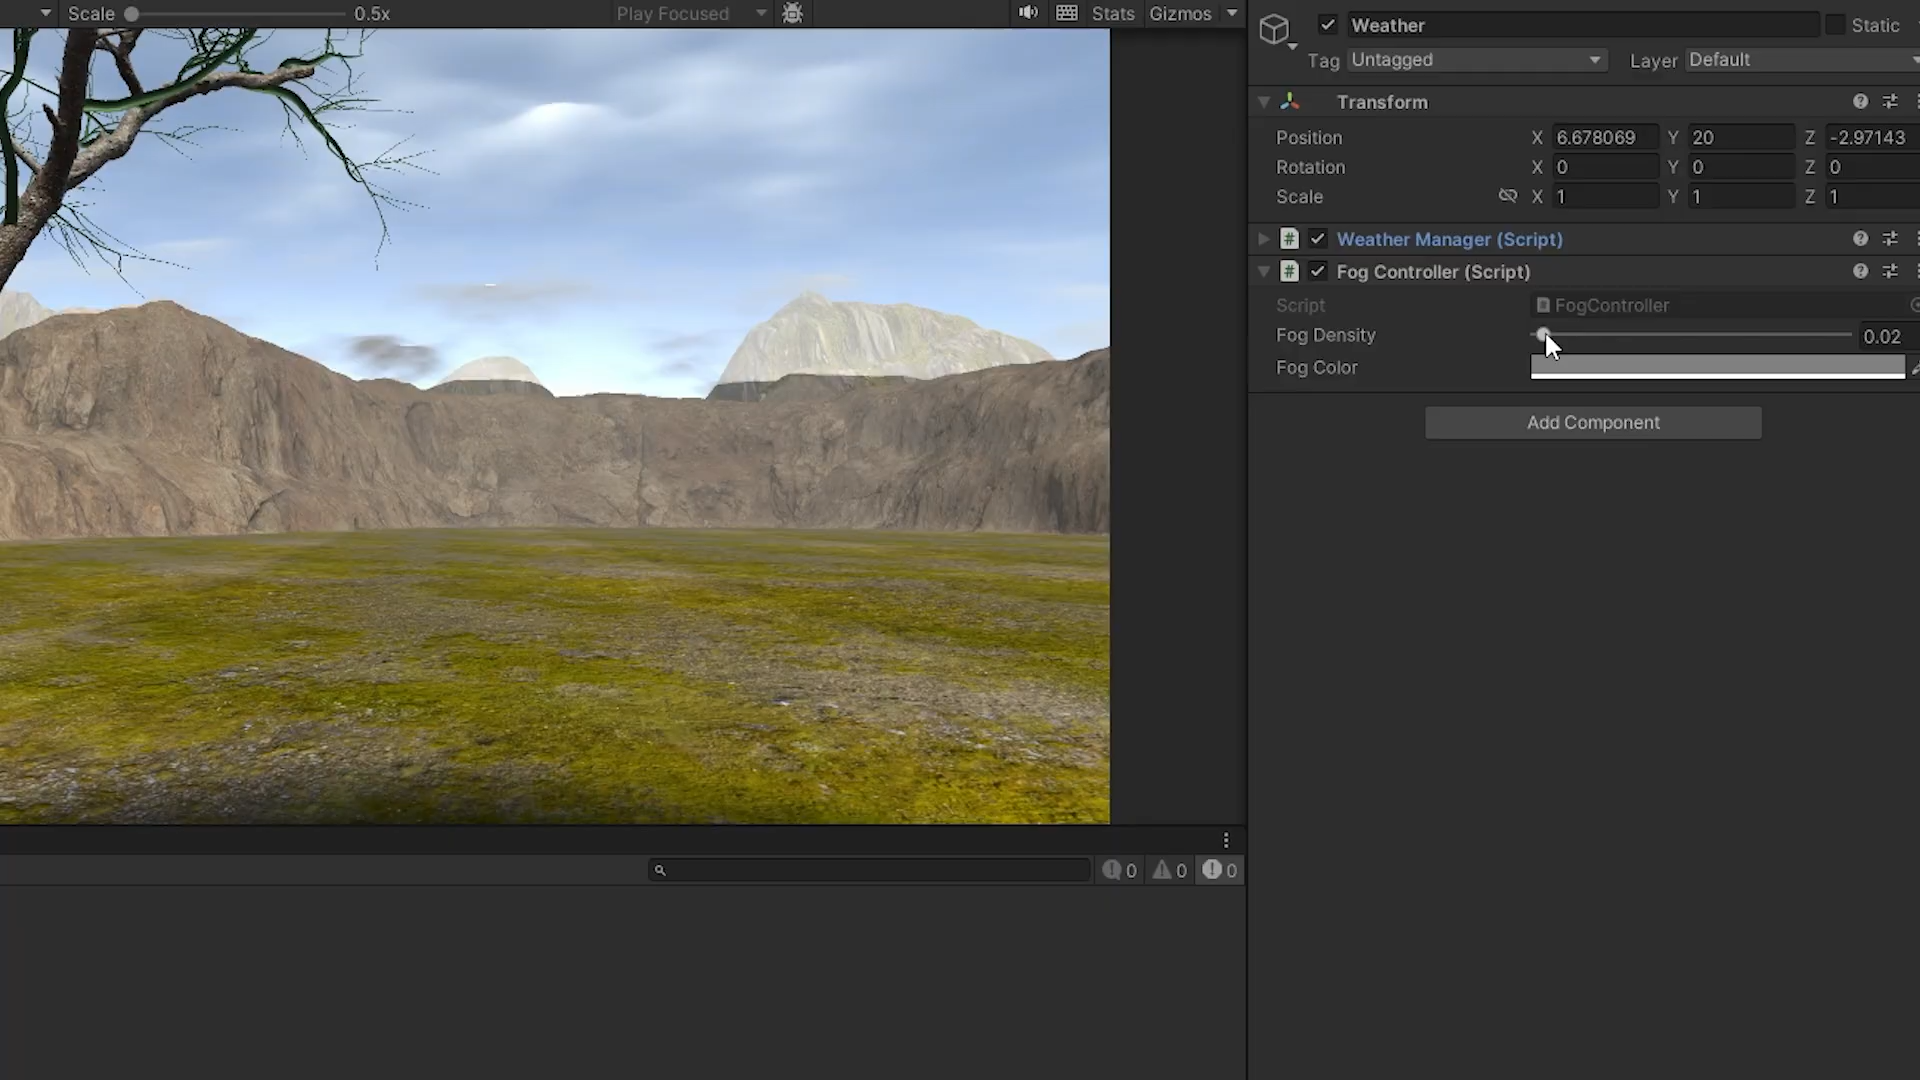 Scale 0.5x Play Focused Stats Gizmos
Weather Static
Tag Untagged Layer Default
Transform
Position X 6.678069 Y 20 Z -2.97143
Rotation X 0 Y 0 Z 0
Scale X 1 Y 1 Z 1
# Weather Manager (Script)
# Fog Controller (Script)
Script FogController
Fog Density 0.02
Fog Color
Add Component
0 0 0